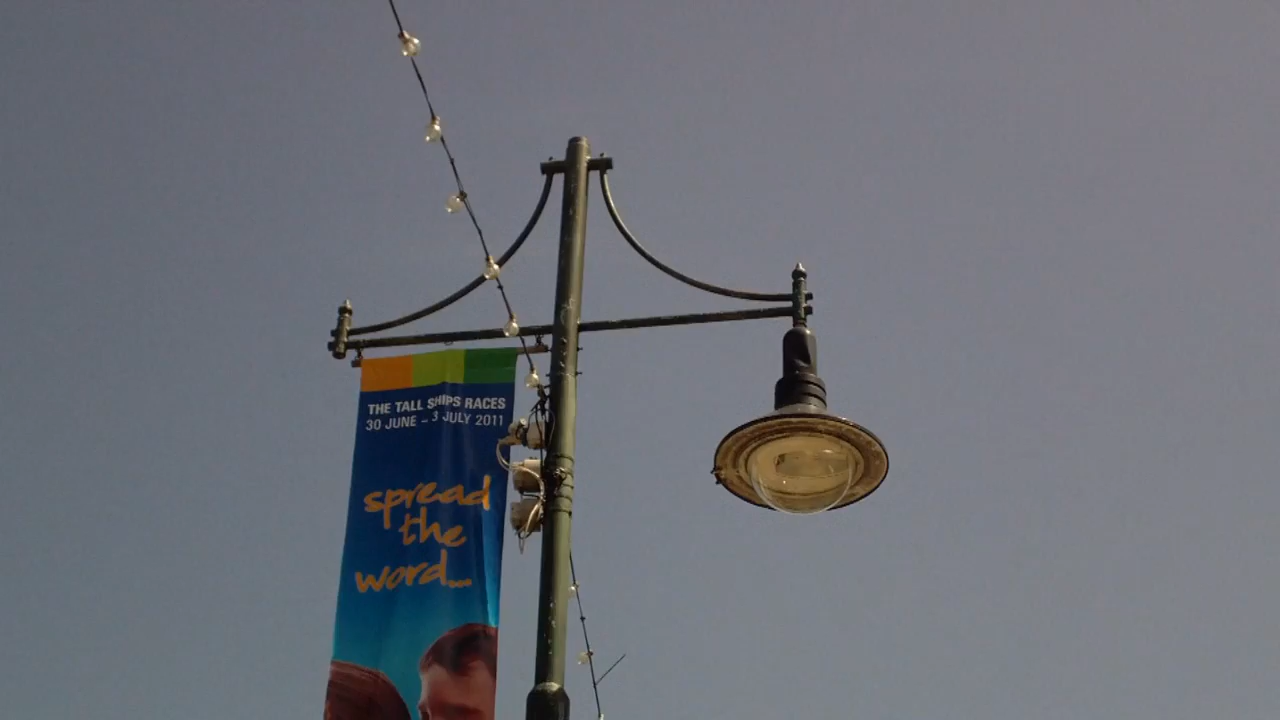 THE TALL SHIPS RACES
30 JUNE - 3 JULY 2011
spread
the
word...